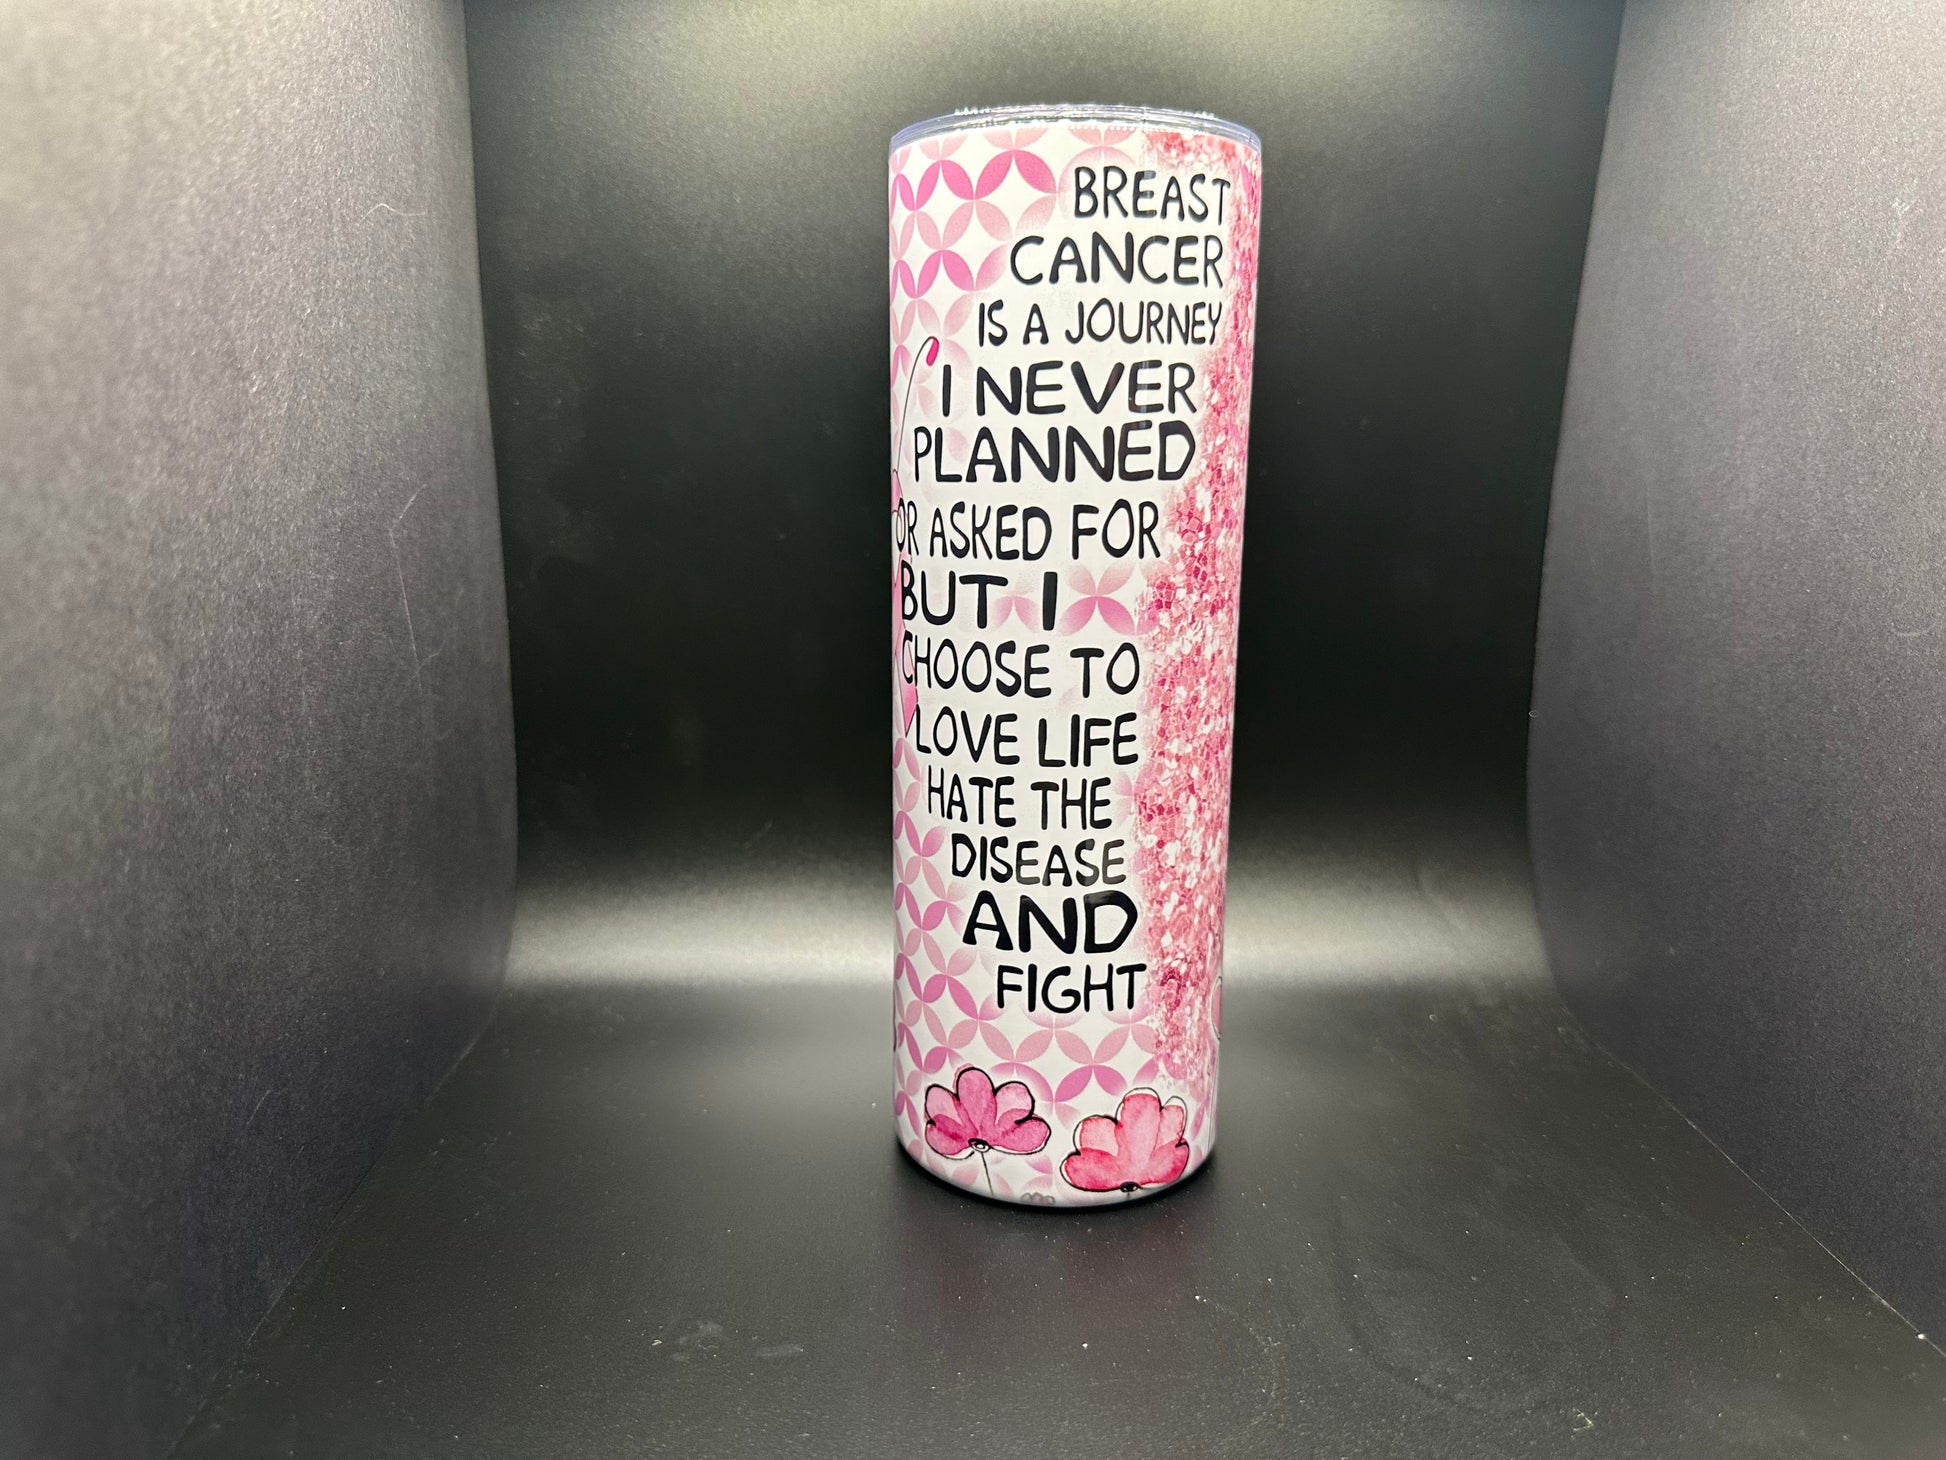 BREAST
CANCER
IS A JOURNEY
I NEVER
PLANNED
OR ASKED FOR
BUT I
CHOOSE TO
LOVE LIFE
HATE THE
DISEASE
AND
FIGHT